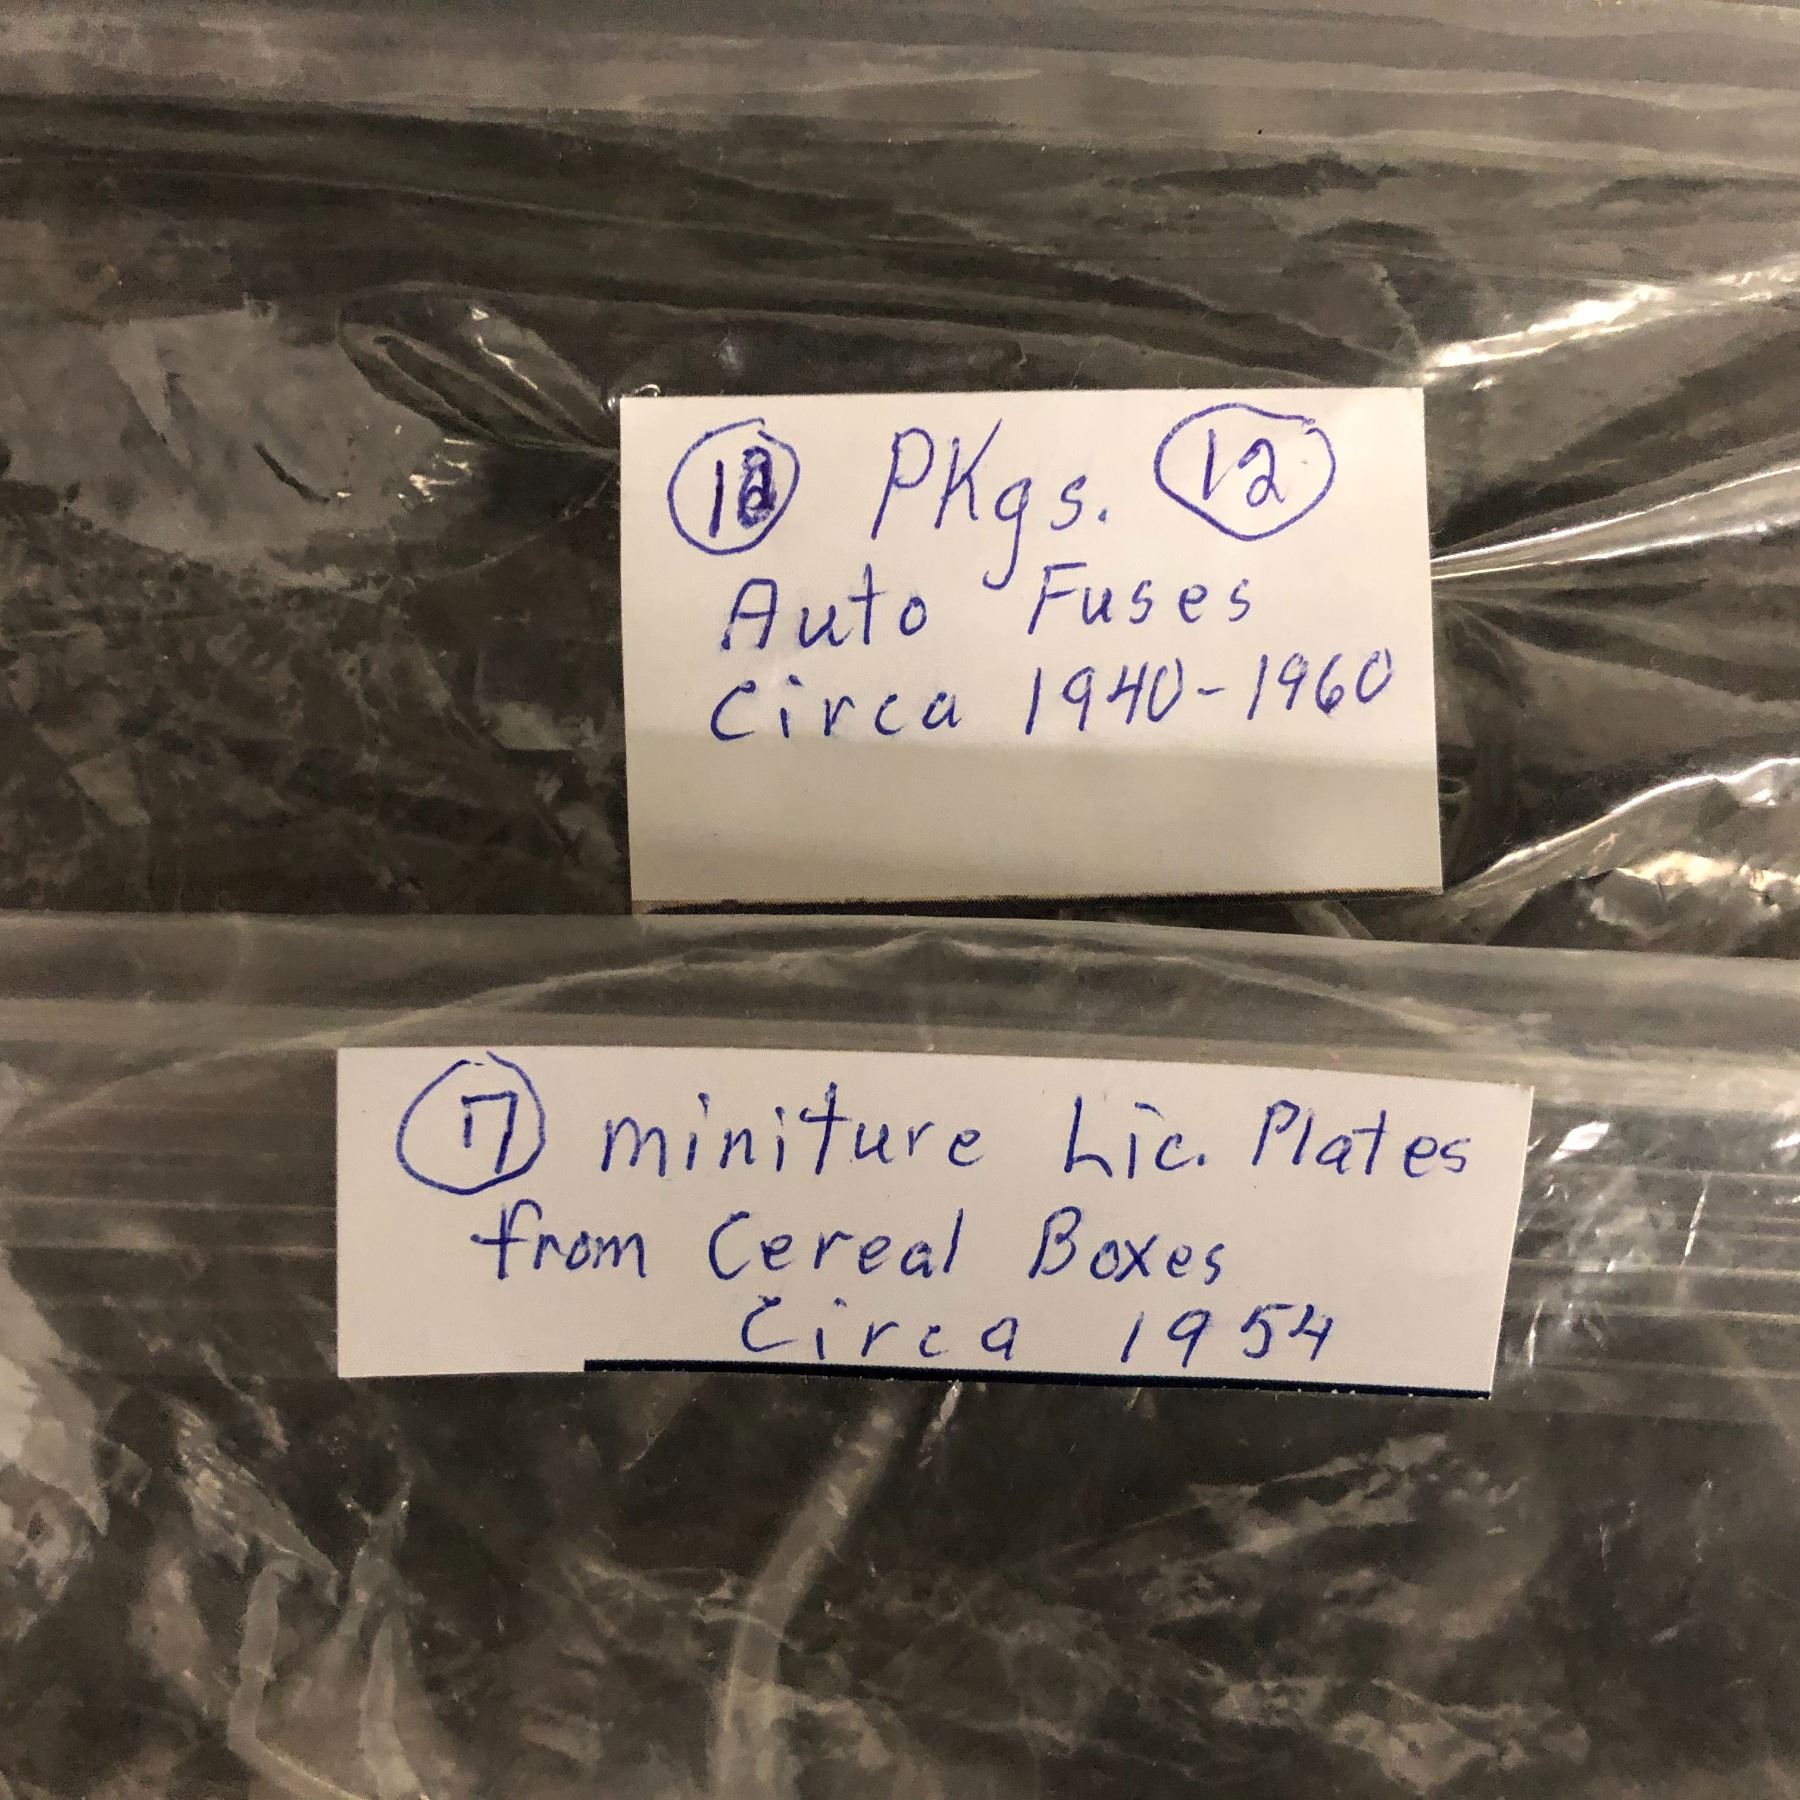 12 PKgs. 12
Auto Fuses
Circa 1940-1960
17 miniture Lic. Plates
from Cereal Boxes
Circa 1954